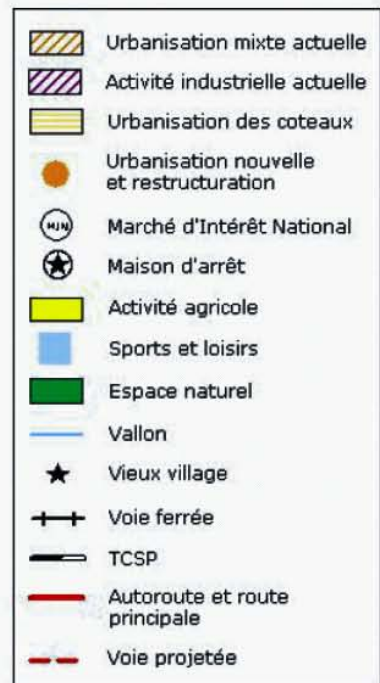 Urbanisation mixte actuelle
Activité industrielle actuelle
Urbanisation des coteaux
Urbanisation nouvelle
et restructuration
MIN
Marché d'Intérêt National
Maison d'arrêt
Activité agricole
Sports et loisirs
Espace naturel
Vallon
Vieux village
Voie ferrée
TCSP
Autoroute et route
principale
Voie projetée